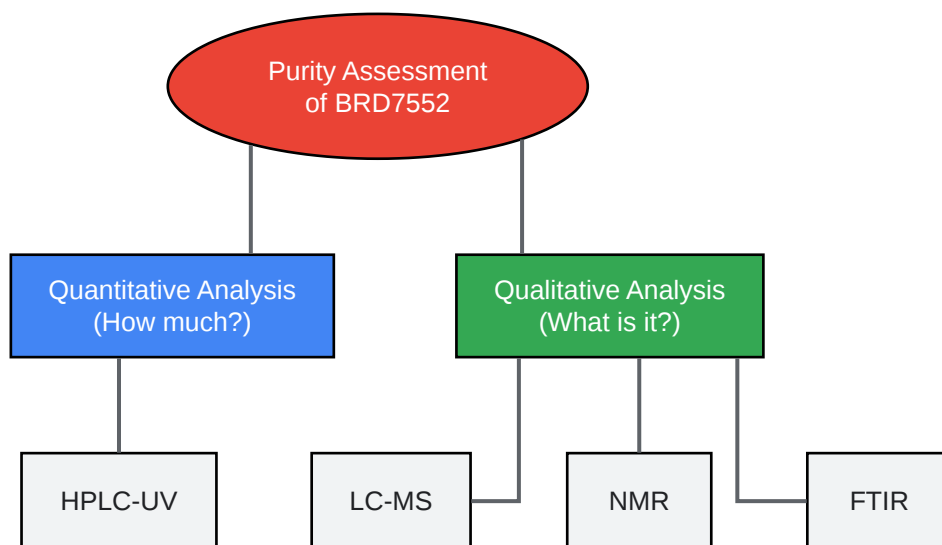 Purity Assessment
of BRD7552
Quantitative Analysis
(How much?)
Qualitative Analysis
(What is it?)
HPLC-UV
LC-MS
NMR
FTIR